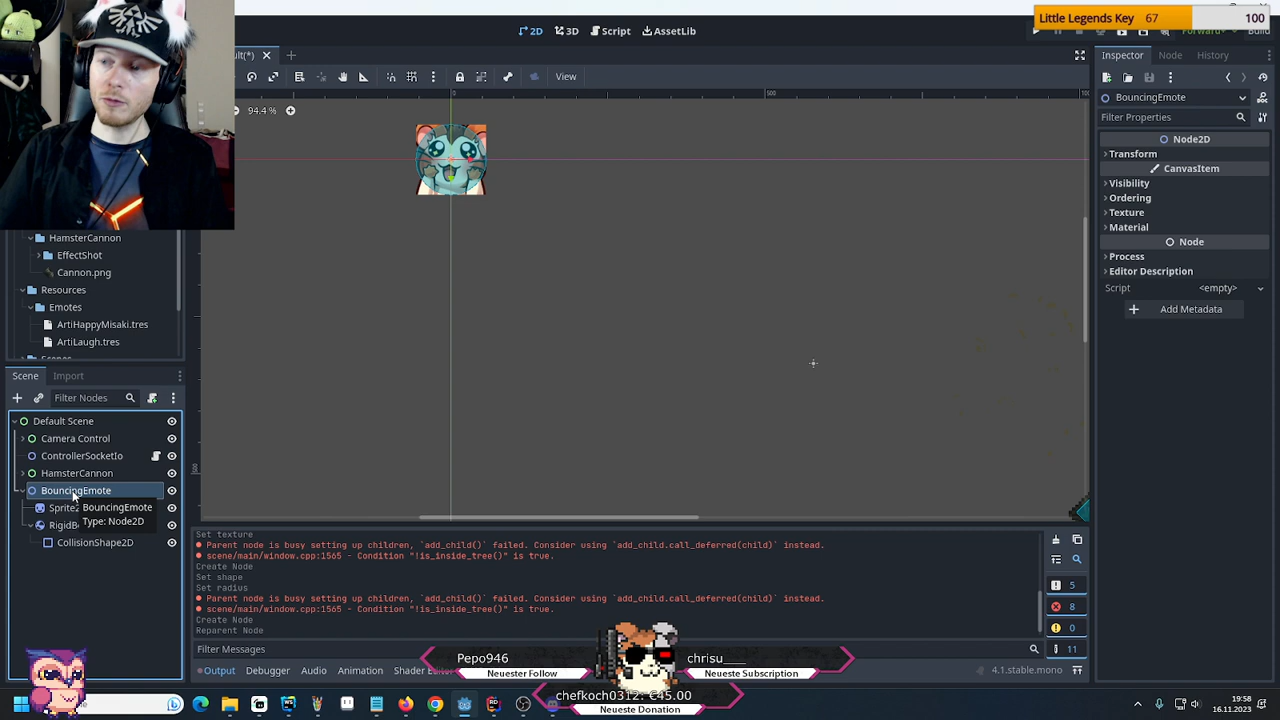 Little Legends Key 67 100
2D 3D Script AssetLib
View
0
500
94.4 %
HamsterCannon
EffectShot
Cannon.png
Resources
Emotes
ArtiHappyMisaki.tres
ArtiLaugh.tres
Scene Import
Filter Nodes
Default Scene
Camera Control
ControllerSocketIo
HamsterCannon
BouncingEmote
BouncingEmote
Type: Node2D
CollisionShape2D
Set texture
Parent node is busy setting up children, `add_child()` failed. Consider using `add_child.call_deferred(child)` instead.
scene/main/window.cpp:1565 - Condition "!is_inside_tree()" is true.
Create Node
Set shape
Set radius
Parent node is busy setting up children, `add_child()` failed. Consider using `add_child.call_deferred(child)` instead.
scene/main/window.cpp:1565 - Condition "!is_inside_tree()" is true.
Create Node
Reparent Node
Filter Messages
Output Debugger Audio Animation
4.1.stable.mono
5
8
0
11
Inspector Node History
BouncingEmote
Filter Properties
Node2D
Transform
CanvasItem
Visibility
Ordering
Texture
Material
Node
Process
Editor Description
Script <empty>
Add Metadata
Pepo946
Neuester Follow
chrisu____
Neueste Subscription
chefkoch0312: €45.00
Neueste Donation
19:58
16.11.2023